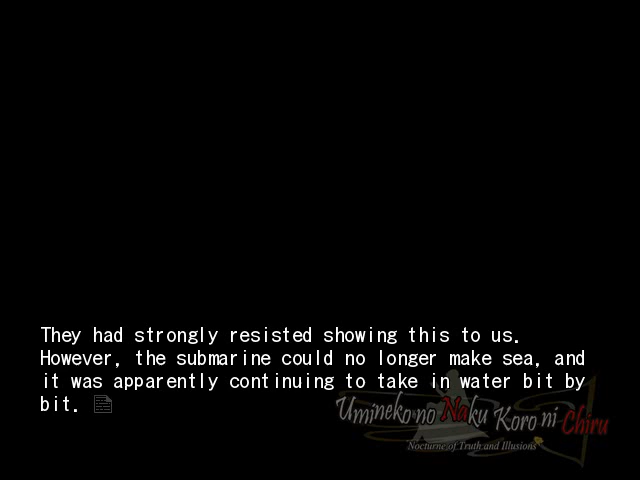 They had strongly resisted showing this to us.
However, the submarine could no longer make sea, and
it was apparently continuing to take in water bit by
bit.
Umineko no Naku Koro ni Chiru
Nocturne of Truth and Illusions